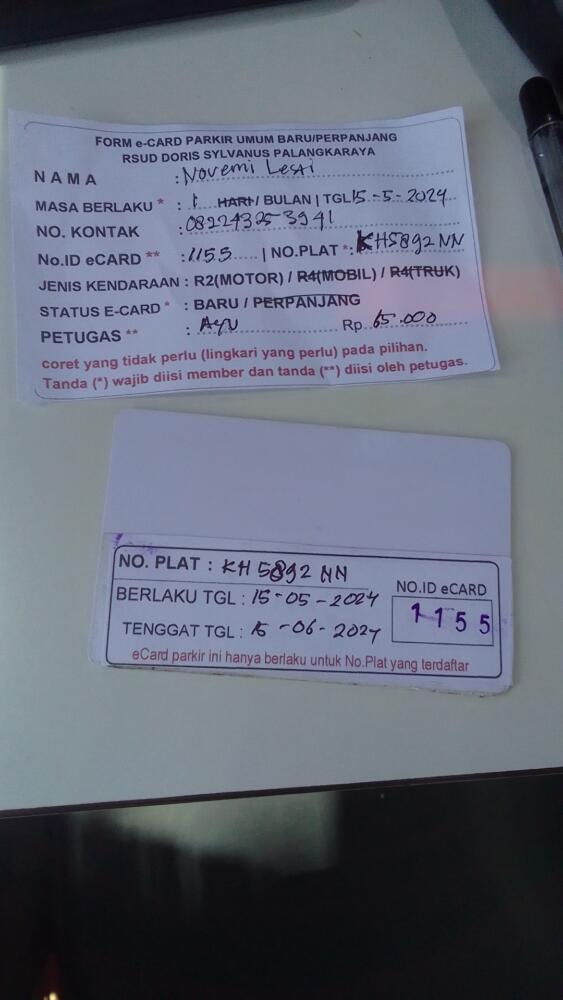 FORM e-CARD PARKIR UMUM BARU/PERPANJANG
RSUD DORIS SYLVANUS PALANGKARAYA
NAMA : Novemi Lesti
MASA BERLAKU * : 1 HARI / BULAN | TGL 15-5-2024
NO. KONTAK : 08224325-3941
No.ID eCARD ** : 1155 | NO.PLAT * : KH5892 NN
JENIS KENDARAAN : R2(MOTOR) / R4(MOBIL) / R4(TRUK)
STATUS E-CARD * : BARU / PERPANJANG
PETUGAS ** : Ayu Rp. 65.000
coret yang tidak perlu (lingkari yang perlu) pada pilihan.
Tanda (*) wajib diisi member dan tanda (**) diisi oleh petugas.
NO. PLAT : KH 5892 NN
BERLAKU TGL : 15-05-2024
TENGGAT TGL : 15-06-2024
NO.ID eCARD
1155
eCard parkir ini hanya berlaku untuk No.Plat yang terdaftar